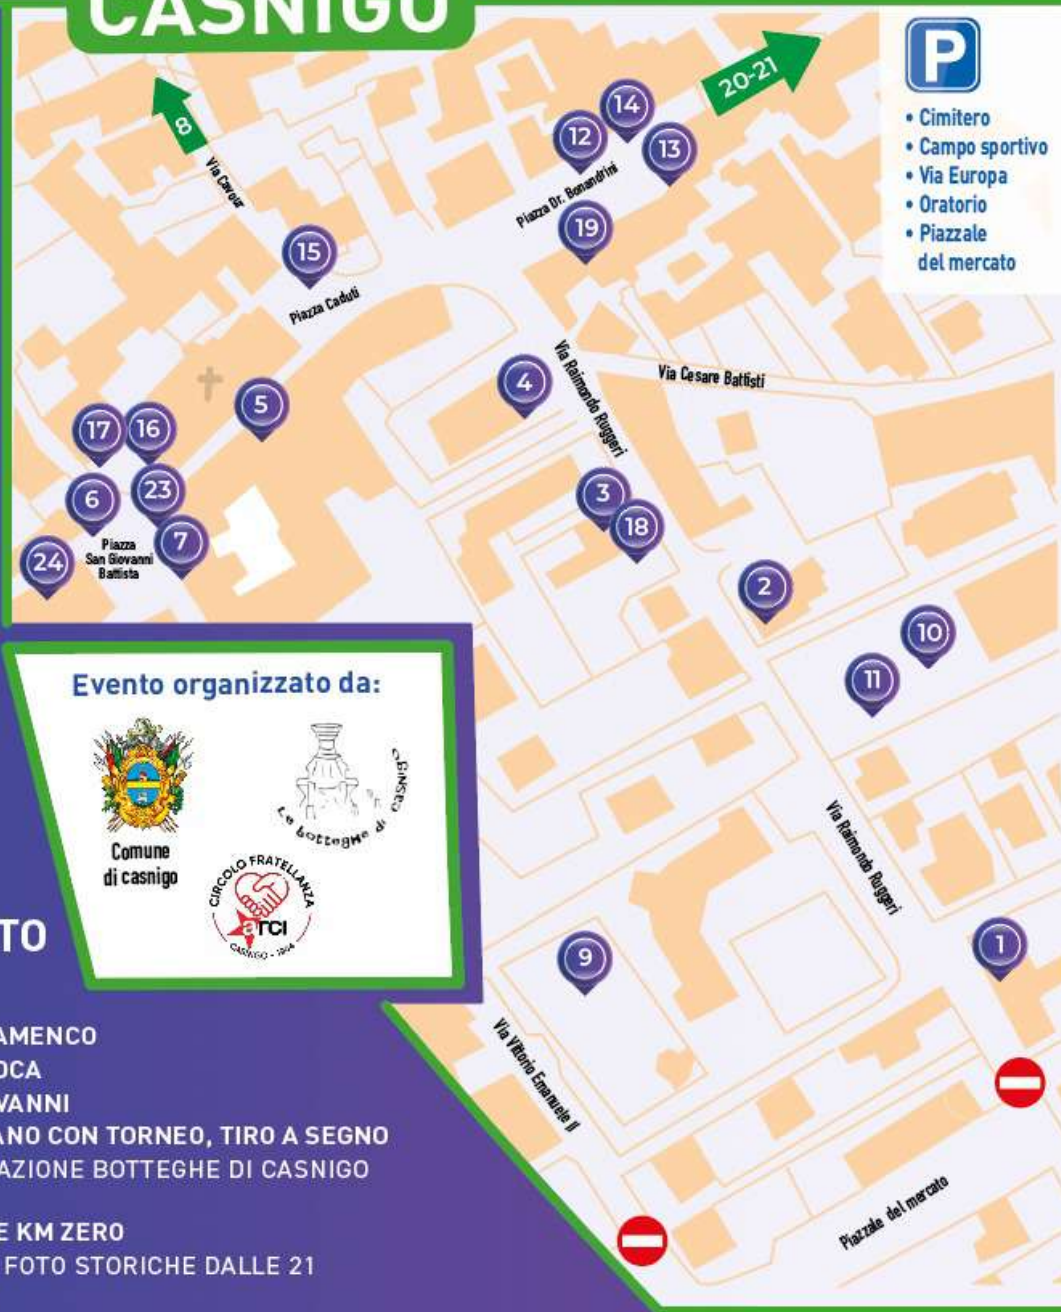 CASNIGO
P
• Cimitero
• Campo sportivo
• Via Europa
• Oratorio
• Piazzale
del mercato
8
20-21
14
12
13
Via Cavour
Piazza Dr. Bonandrini
19
15
Piazza Caduti
Via Raimondo Ruggeri
Via Cesare Battisti
4
5
17
16
6
23
3
18
7
24
Piazza
San Giovanni
Battista
2
10
11
Evento organizzato da:
Comune
di casnigo
Le botteghe di casnigo
CIRCOLO FRATELLANZA
arci
Via Raimondo Ruggeri
1
9
Via Vittorio Emanuele II
Piazzale del mercato
TO
AMENCO
OCA
VANNI
ANO CON TORNEO, TIRO A SEGNO
AZIONE BOTTEGHE DI CASNIGO
E KM ZERO
FOTO STORICHE DALLE 21